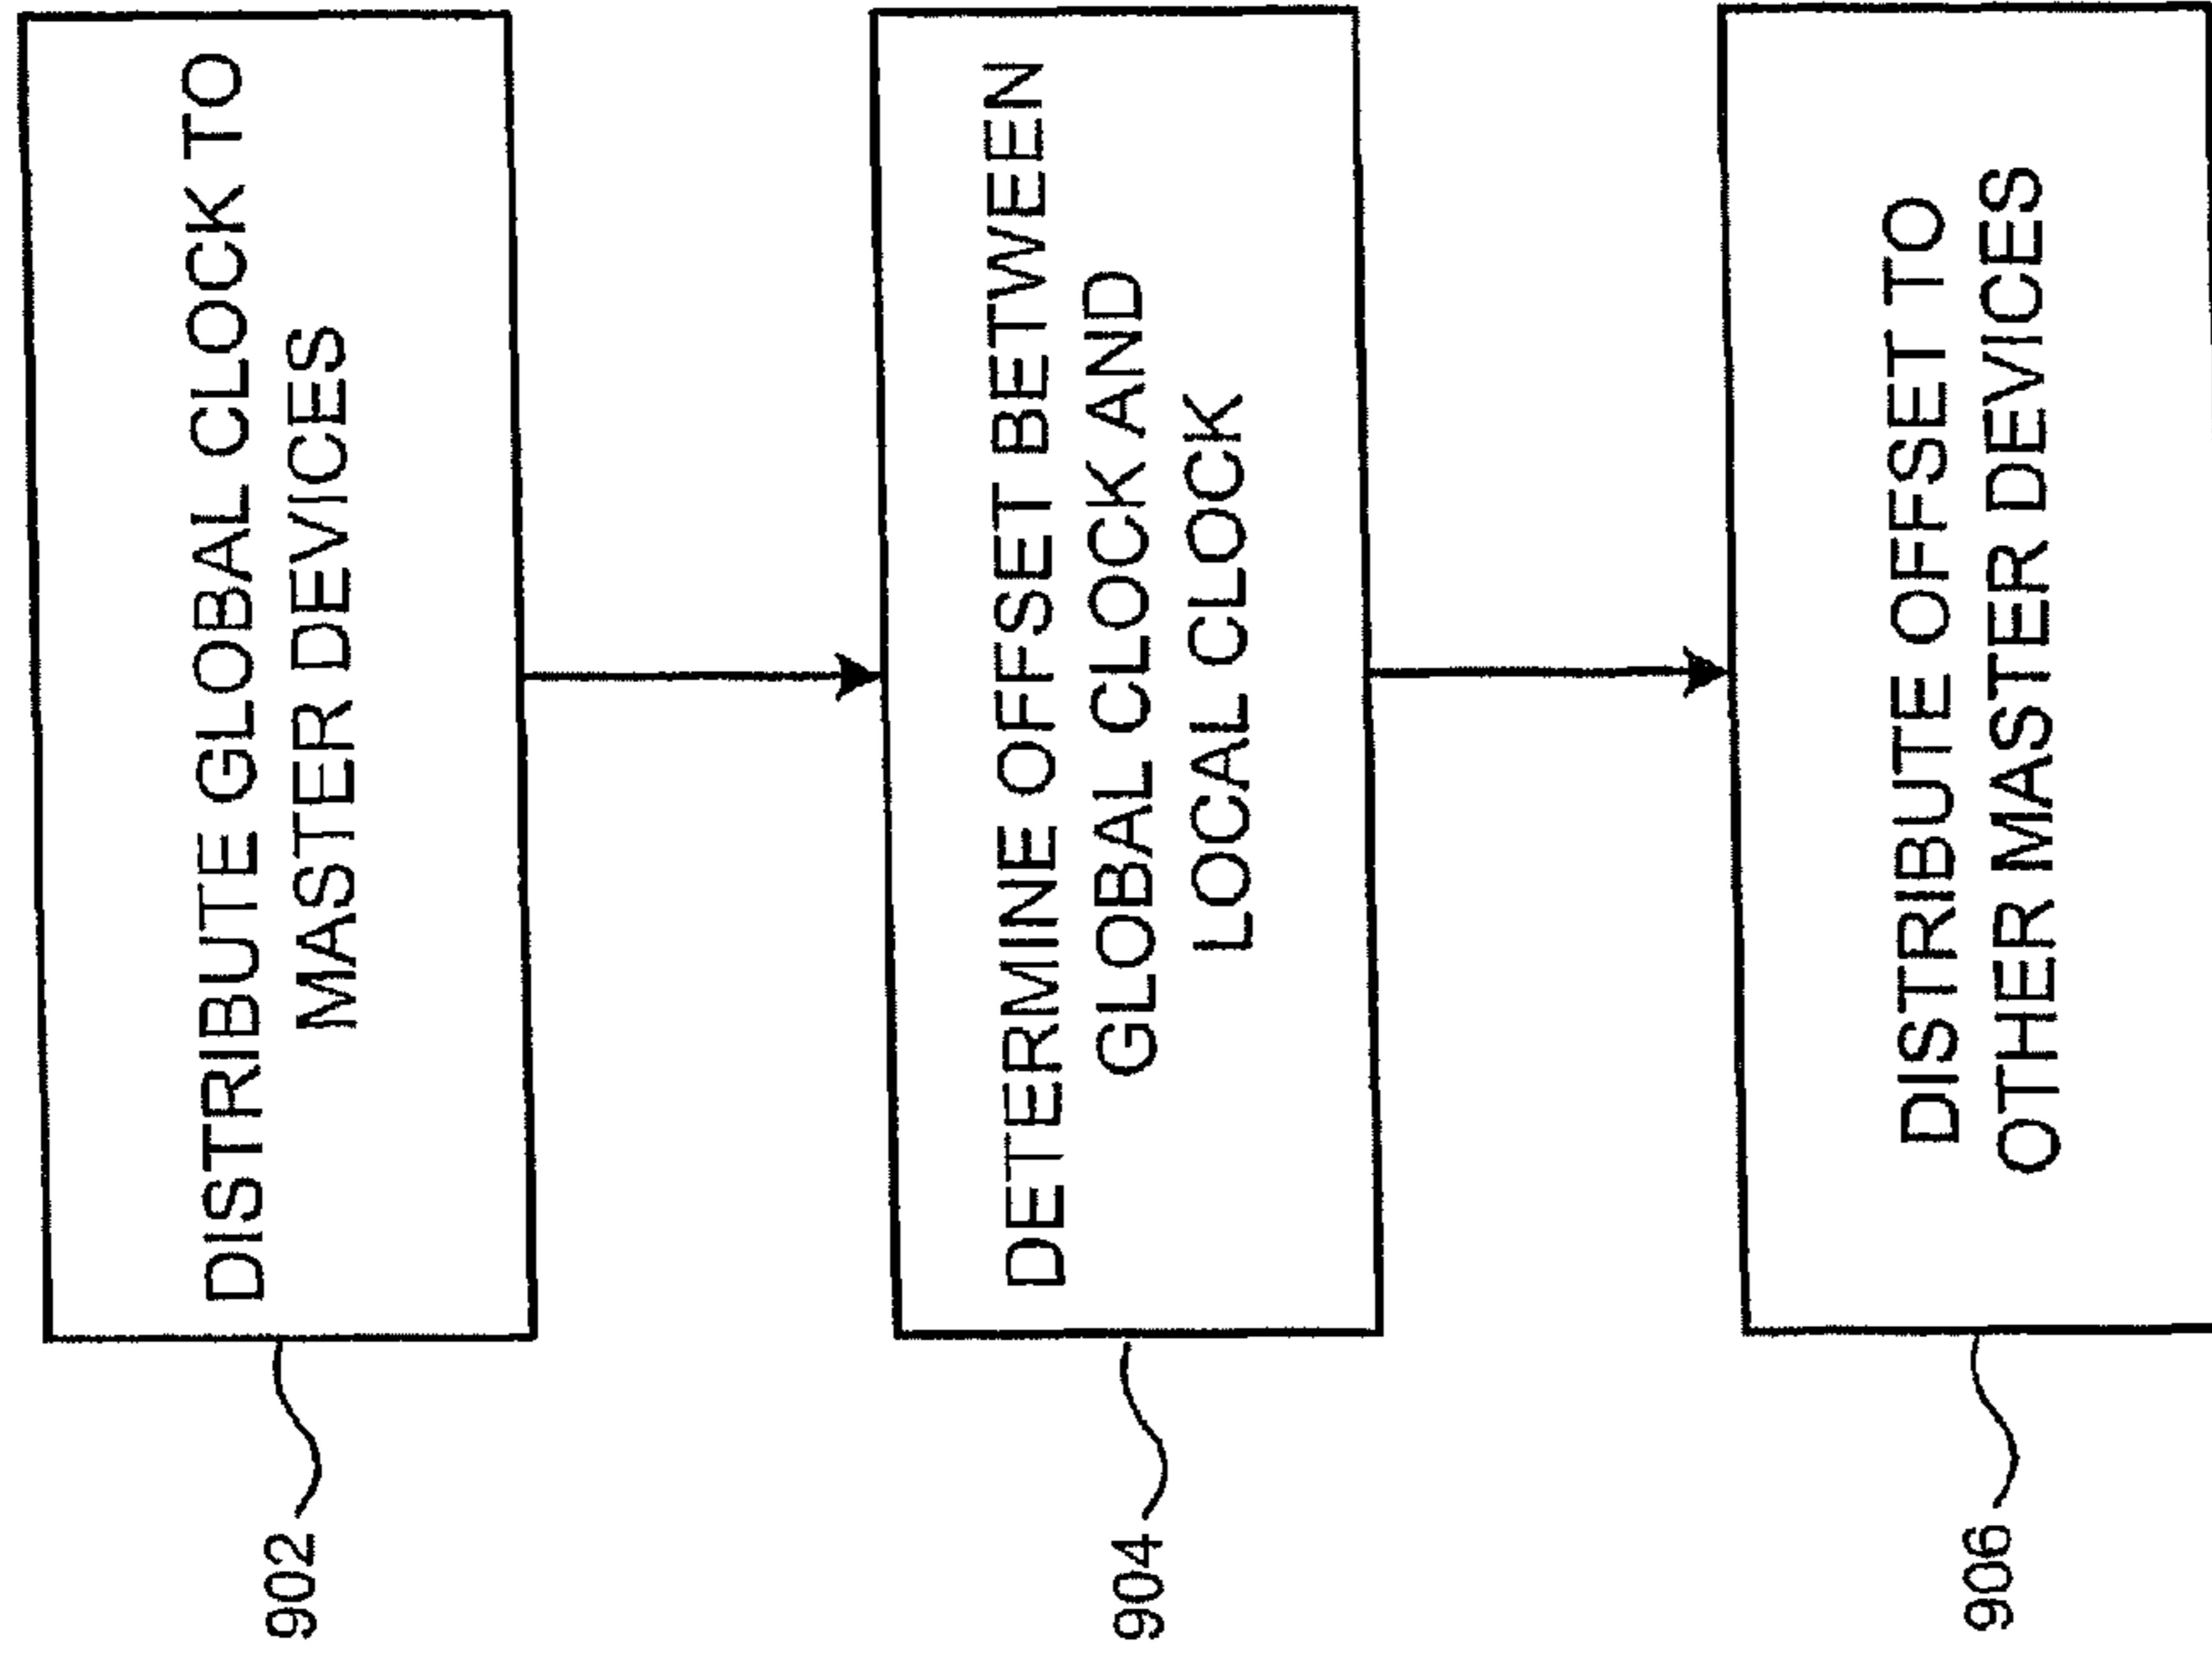 902
DISTRIBUTE GLOBAL CLOCK TO
MASTER DEVICES
904
DETERMINE OFFSET BETWEEN
GLOBAL CLOCK AND
LOCAL CLOCK
906
DISTRIBUTE OFFSET TO
OTHER MASTER DEVICES